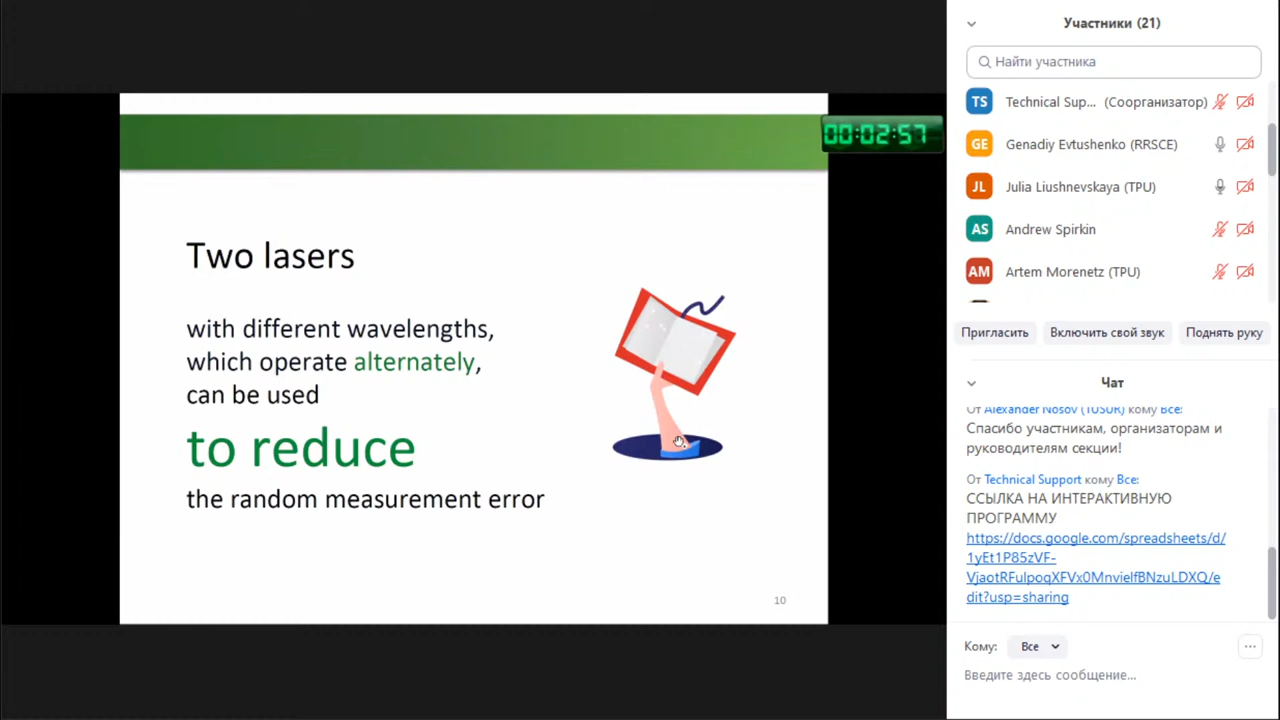 00:02:57
Two lasers
with different wavelengths,
which operate alternately,
can be used
to reduce
the random measurement error
10
Участники (21)
Найти участника
TS Technical Sup... (Соорганизатор)
GE Genadiy Evtushenko (RRSCE)
JL Julia Liushnevskaya (TPU)
AS Andrew Spirkin
AM Artem Morenetz (TPU)
Пригласить Включить свой звук Поднять руку
Чат
От Alexander Nosov (TUSUR) кому Все:
Спасибо участникам, организаторам и
руководителям секции!
От Technical Support кому Все:
ССЫЛКА НА ИНТЕРАКТИВНУЮ
ПРОГРАММУ
https://docs.google.com/spreadsheets/d/
1yEt1P85zVF-
VjaotRFulpoqXFVx0MnvielfBNzuLDXQ/e
dit?usp=sharing
Кому: Все
Введите здесь сообщение...